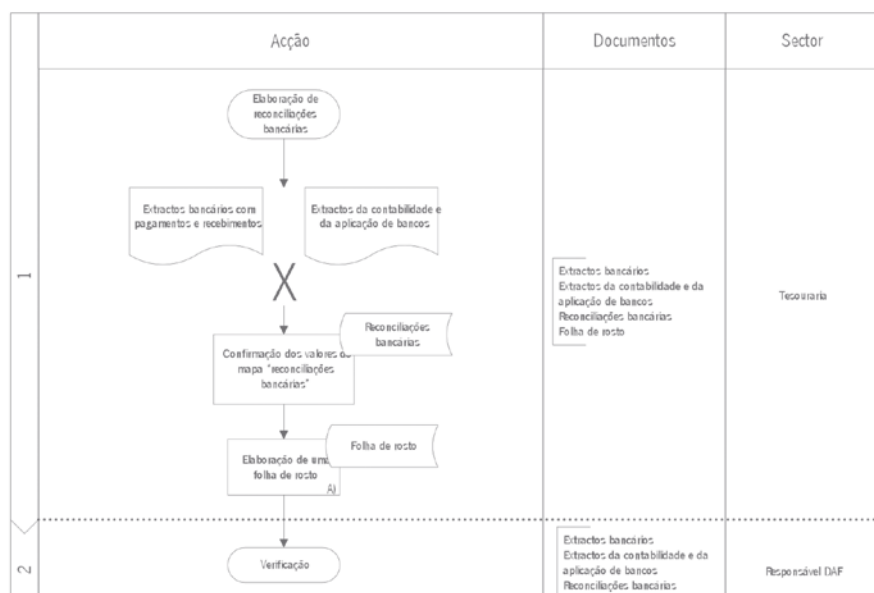 Acção
Documentos
Sector
1
Elaboração de
reconciliações
bancárias
Extractos bancários com
pagamentos e recebimentos
Extractos da contabilidade e
da aplicação de bancos
X
Reconciliações
bancárias
Confirmação dos valores do
mapa "reconciliações
bancárias"
Folha de rosto
Elaboração de uma
folha de rosto
A)
Extractos bancários
Extractos da contabilidade e da
aplicação de bancos
Reconciliações bancárias
Folha de rosto
Tesouraria
2
Verificação
Extractos bancários
Extractos da contabilidade e da
aplicação de bancos
Reconciliações bancárias
Responsável DAF